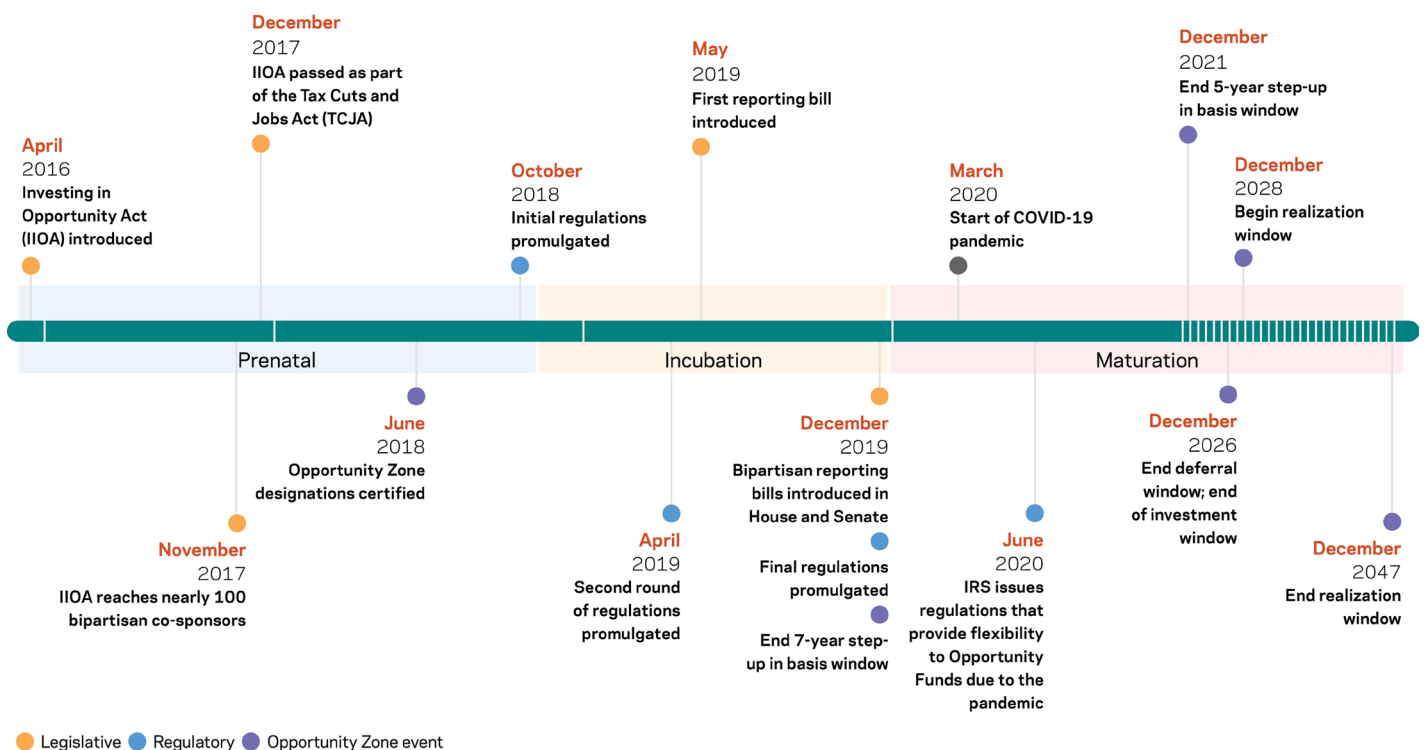 April
2016
Investing in
Opportunity Act
(IIOA) introduced
December
2017
IIOA passed as part
of the Tax Cuts and
Jobs Act (TCJA)
October
2018
Initial regulations
promulgated
May
2019
First reporting bill
introduced
March
2020
Start of COVID-19
pandemic
December
2021
End 5-year step-up
in basis window
December
2028
Begin realization
window
Prenatal
Incubation
Maturation
November
2017
IIOA reaches nearly 100
bipartisan co-sponsors
June
2018
Opportunity Zone
designations certified
April
2019
Second round
of regulations
promulgated
December
2019
Bipartisan reporting
bills introduced in
House and Senate
Final regulations
promulgated
End 7-year step-
up in basis window
June
2020
IRS issues
regulations that
provide flexibility
to Opportunity
Funds due to the
pandemic
December
2026
End deferral
window; end
of investment
window
December
2047
End realization
window
Legislative Regulatory Opportunity Zone event